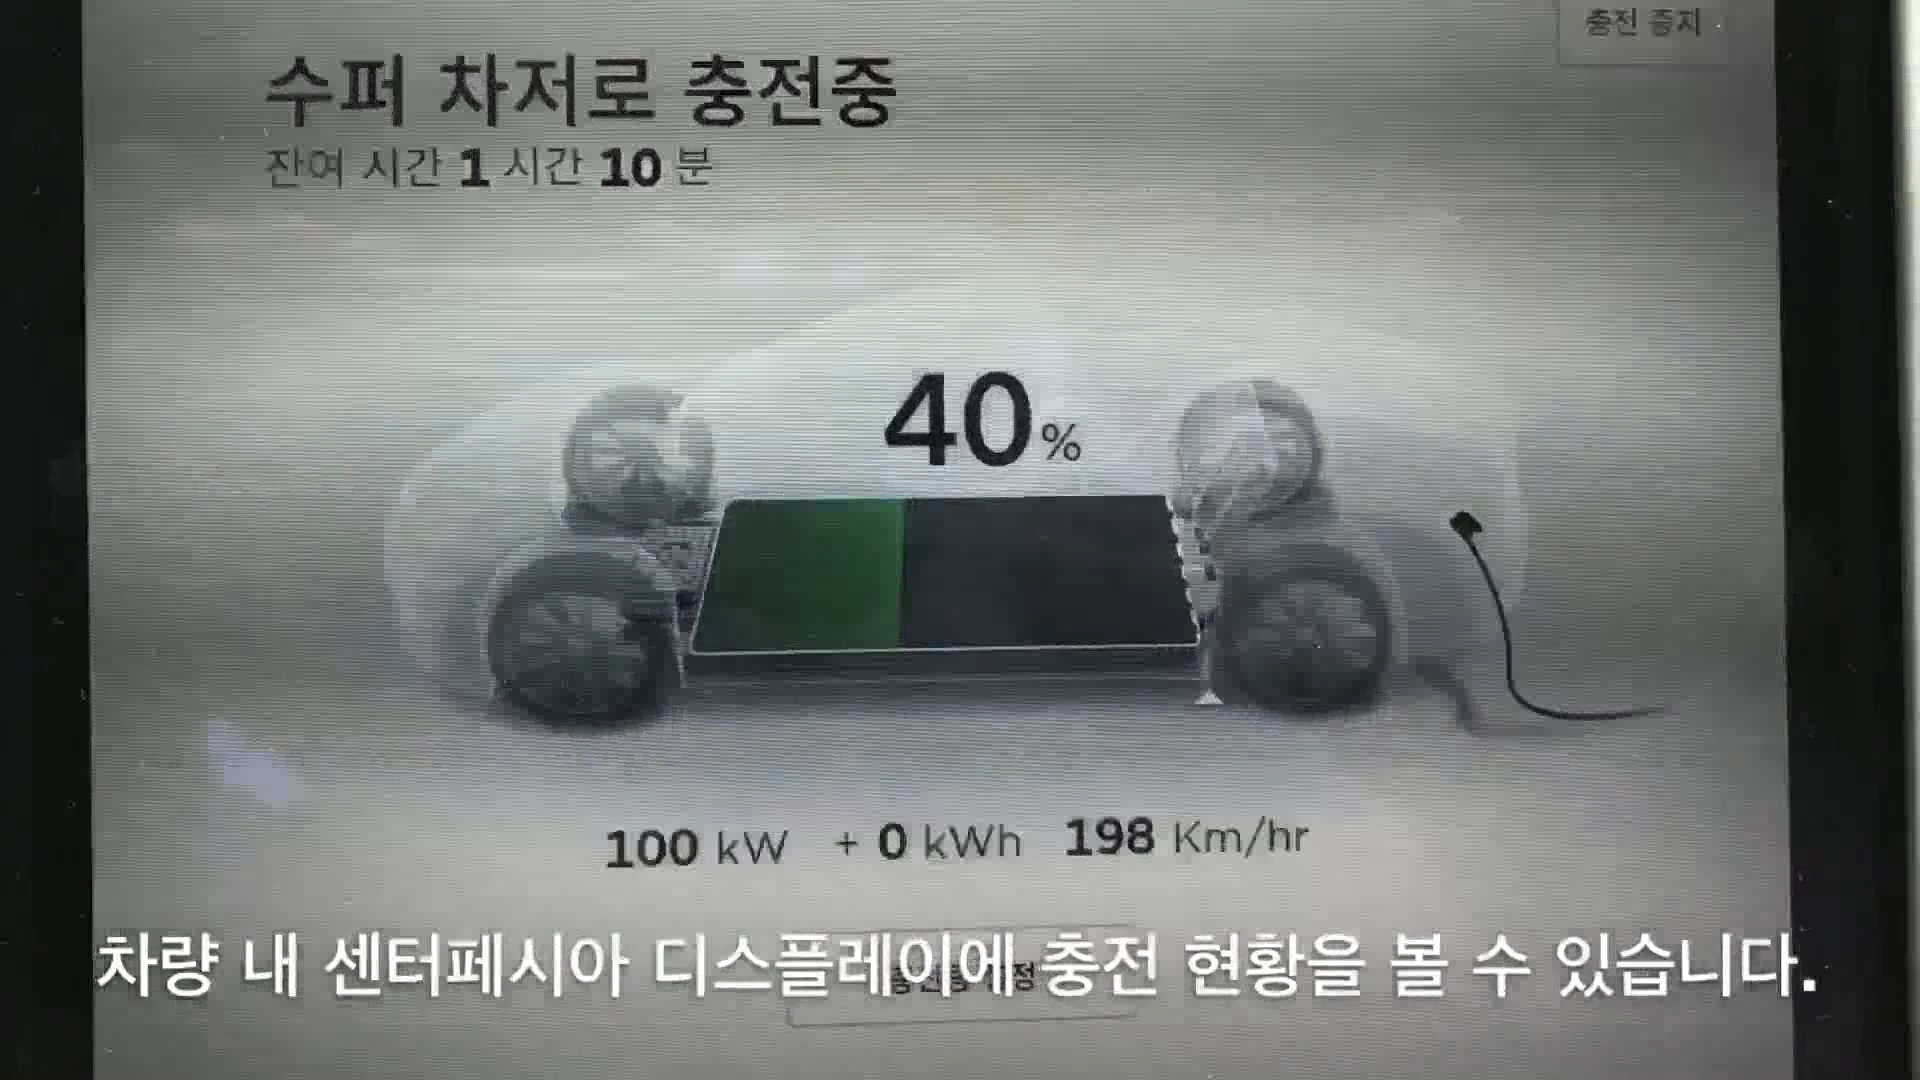 충전 중지
수퍼 차저로 충전중
잔여 시간 1 시간 10 분
40 %
100 kW + 0 kWh 198 Km/hr
차량 내 센터페시아 디스플레이에 충전 현황을 볼 수 있습니다.